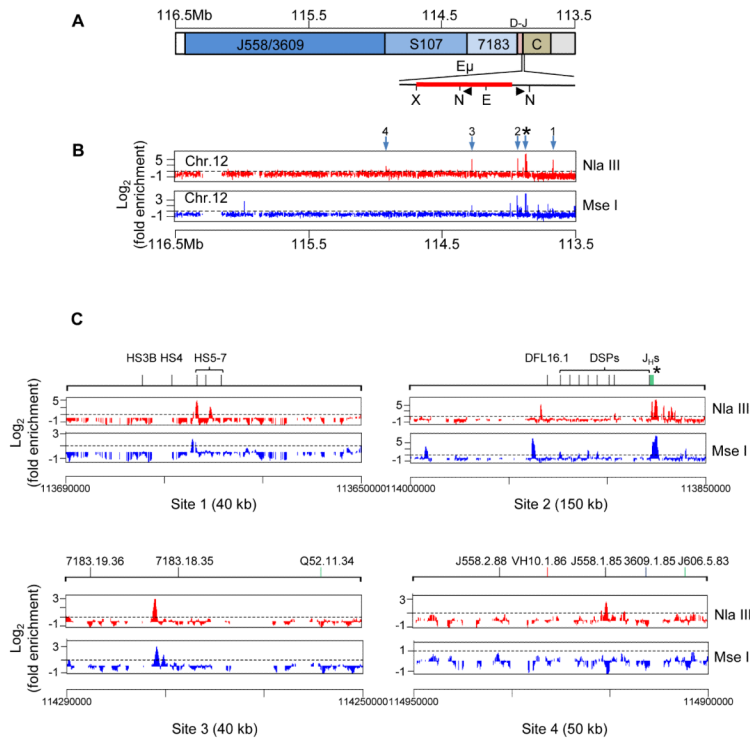 A
116.5Mb 115.5 114.5 D-J 113.5
J558/3609 S107 7183 C
Eμ
X N E N
B
4 3 2 * 1
5
-1
Chr.12
Nla III
3
-1
Chr.12
Mse I
Log2
(fold enrichment)
116.5Mb 115.5 114.5 113.5
C
HS3B HS4 HS5-7
5
-1
3
-1
Log2
(fold enrichment)
113690000 113650000
Site 1 (40 kb)
DFL16.1 DSPs JHs
*
5
-1
Nla III
5
-1
Mse I
114000000 113850000
Site 2 (150 kb)
7183.19.36 7183.18.35 Q52.11.34
3
-1
3
-1
Log2
(fold enrichment)
114290000 114250000
Site 3 (40 kb)
J558.2.88 VH10.1.86 J558.1.85 3609.1.85 J606.5.83
3
-1
Nla III
1
-1
Mse I
114950000 114900000
Site 4 (50 kb)